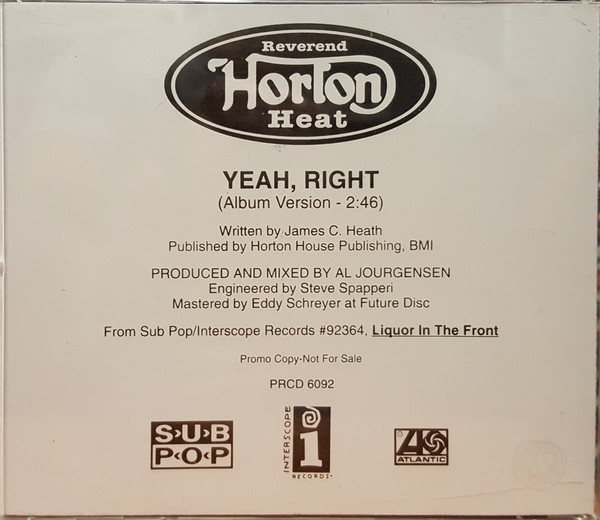 Reverend
Horton
Heat
YEAH, RIGHT
(Album Version - 2:46)
Written by James C. Heath
Published by Horton House Publishing, BMI
PRODUCED AND MIXED BY AL JOURGENSEN
Engineered by Steve Spapperi
Mastered by Eddy Schreyer at Future Disc
From Sub Pop/Interscope Records #92364, Liquor In The Front
Promo Copy-Not For Sale
PRCD 6092
SUB
POP
INTERSCOPE
i
RECORDS
ATLANTIC